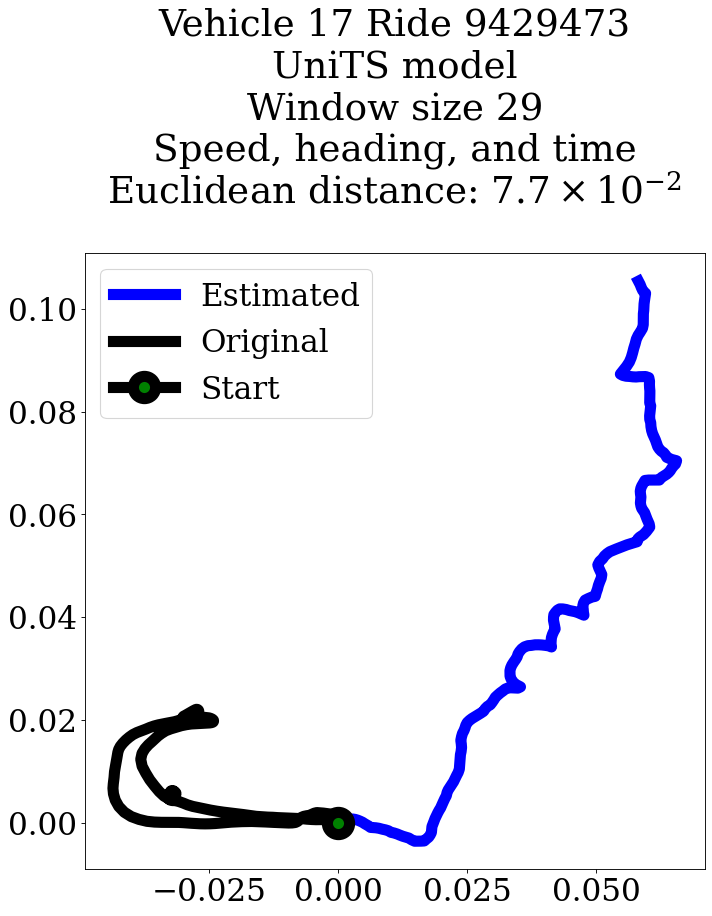 Vehicle 17 Ride 9429473
UniTS model
Window size 29
Speed, heading, and time
Euclidean distance: 7.7 × 10⁻²
Estimated
Original
Start
0.10
0.08
0.06
0.04
0.02
0.00
−0.025 0.000 0.025 0.050